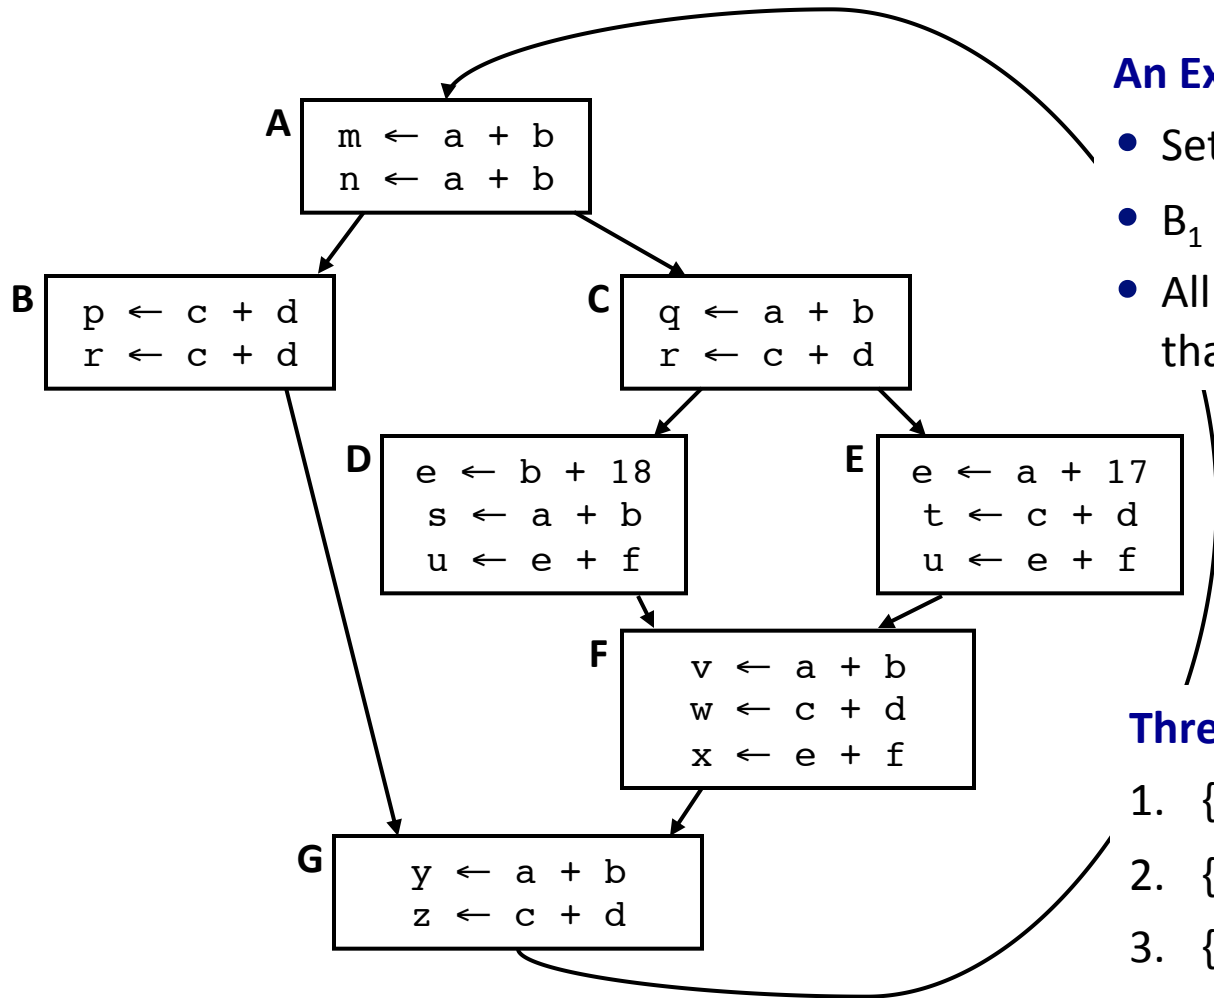 A
m ← a + b
n ← a + b
B
p ← c + d
r ← c + d
C
q ← a + b
r ← c + d
D
e ← b + 18
s ← a + b
u ← e + f
E
e ← a + 17
t ← c + d
u ← e + f
F
v ← a + b
w ← c + d
x ← e + f
G
y ← a + b
z ← c + d
An Ex
• Set
• B₁
• All
tha
Thre
1. {
2. {
3. {